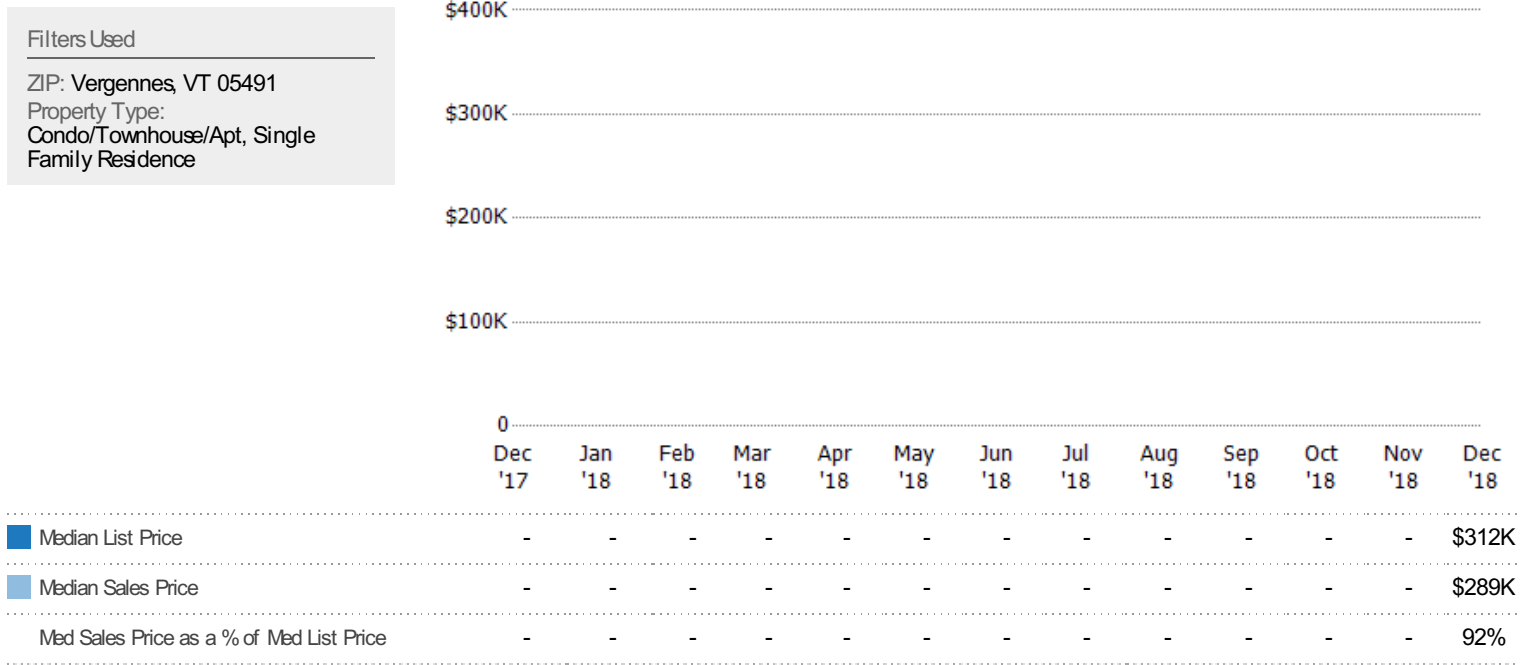 Filters Used
ZIP: Vergennes, VT 05491
Property Type:
Condo/Townhouse/Apt, Single
Family Residence
$400K
$300K
$200K
$100K
0
Dec Jan Feb Mar Apr May Jun Jul Aug Sep Oct Nov Dec
'17 '18 '18 '18 '18 '18 '18 '18 '18 '18 '18 '18 '18
Median List Price - - - - - - - - - - - - $312K
Median Sales Price - - - - - - - - - - - - $289K
Med Sales Price as a % of Med List Price - - - - - - - - - - - - 92%